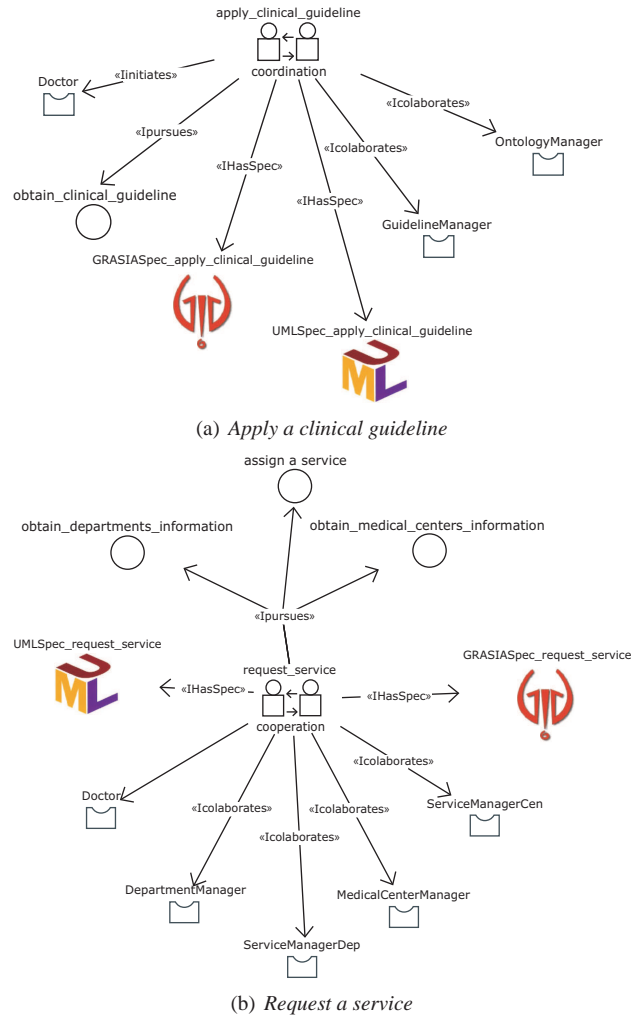 apply_clinical_guideline
coordination
Doctor
«Iinitiates»
«Icolaborates»
OntologyManager
«Ipursues»
«Icolaborates»
obtain_clinical_guideline
«IHasSpec»
«IHasSpec»
GuidelineManager
GRASIASpec_apply_clinical_guideline
UMLSpec_apply_clinical_guideline
UML
(a) Apply a clinical guideline
assign a service
obtain_departments_information
obtain_medical_centers_information
«Ipursues»
UMLSpec_request_service
GRASIASpec_request_service
request_service
UML
«IHasSpec»
«IHasSpec»
cooperation
«Icolaborates»
Doctor
«Icolaborates»
«Icolaborates»
ServiceManagerCen
«Icolaborates»
DepartmentManager
MedicalCenterManager
ServiceManagerDep
(b) Request a service